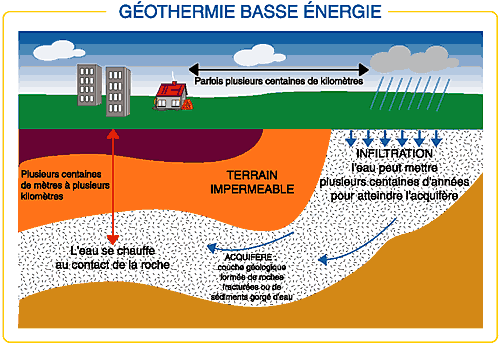 GÉOTHERMIE BASSE ÉNERGIE
Parfois plusieurs centaines de kilomètres
INFILTRATION
l'eau peut mettre
plusieurs centaines d'années
pour atteindre l'acquifère
Plusieurs centaines
de mètres à plusieurs
kilomètres
TERRAIN
IMPERMEABLE
L'eau se chauffe
au contact de la roche
ACQUIFERE :
couche géologique
formée de roches
fracturées ou de
sédiments gorgé d'eau